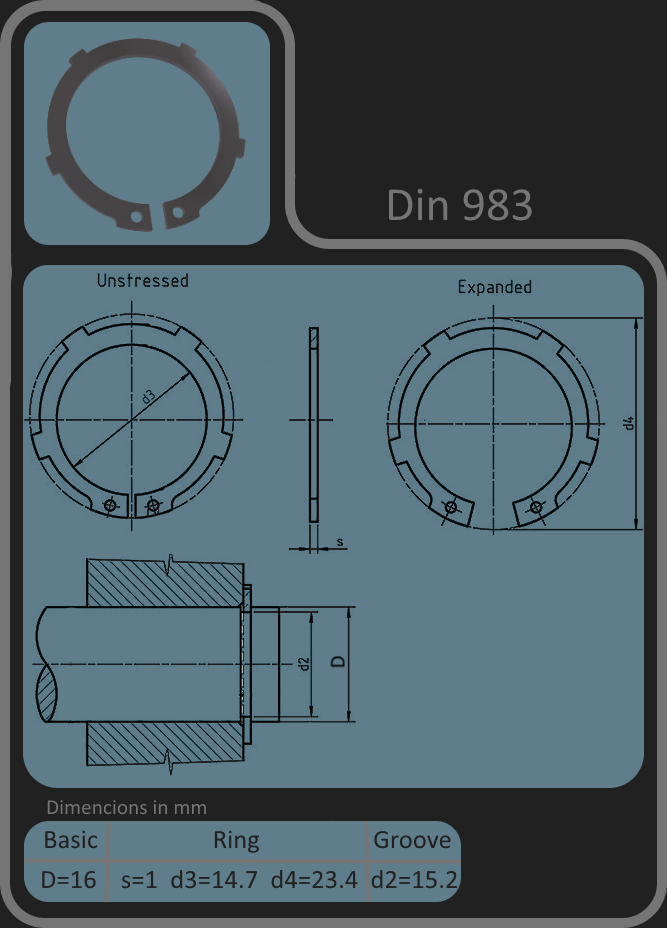 Din 983
Unstressed
Expanded
d3
d4
s
d2
D
Dimencions in mm
Basic Ring Groove
D=16 s=1 d3=14.7 d4=23.4 d2=15.2